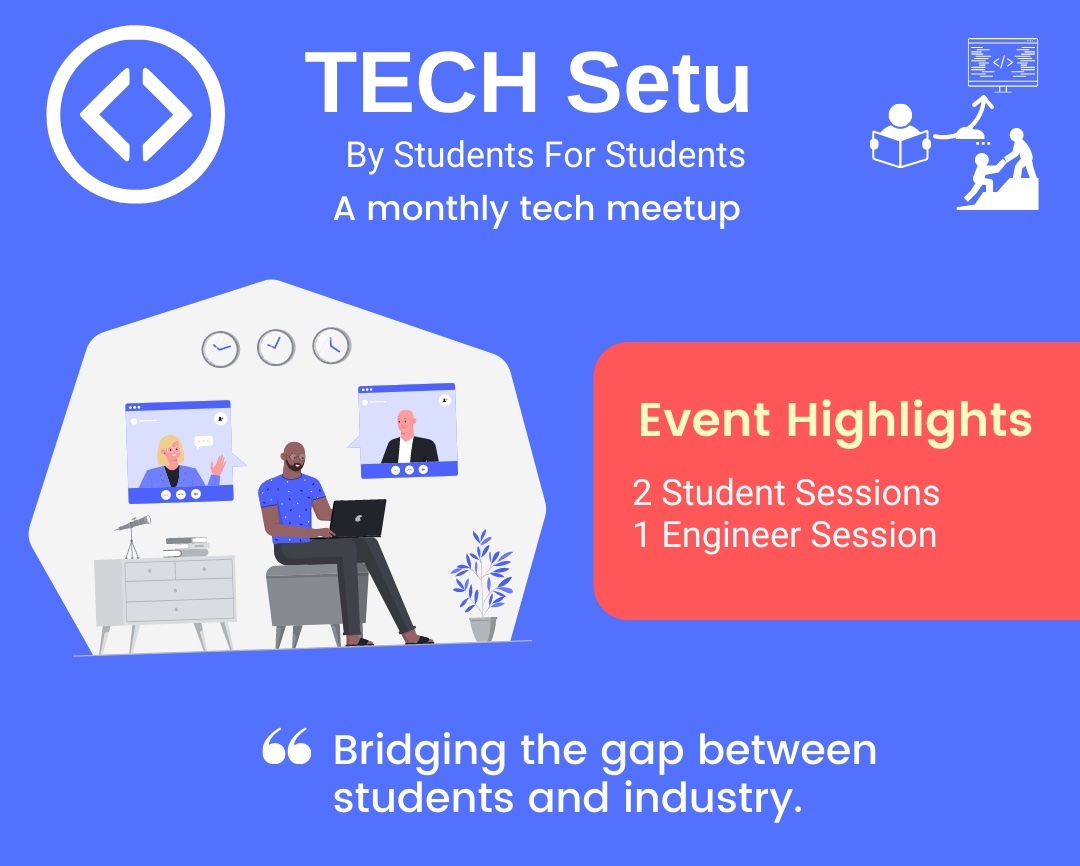 TECH Setu
By Students For Students
A monthly tech meetup
</>
Event Highlights
2 Student Sessions
1 Engineer Session
“ Bridging the gap between
students and industry.